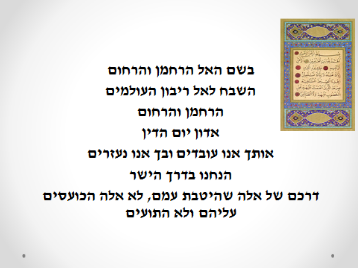 בשם האל הרחמן והרחום
השבח לאל ריבון העולמים
הרחמן והרחום
אדון יום הדין
אותך אנו עובדים ובך אנו נעזרים
הנחנו בדרך הישר
דרכם של אלה שהיטבת עמם, לא אלה הכועסים
עליהם ולא התועים